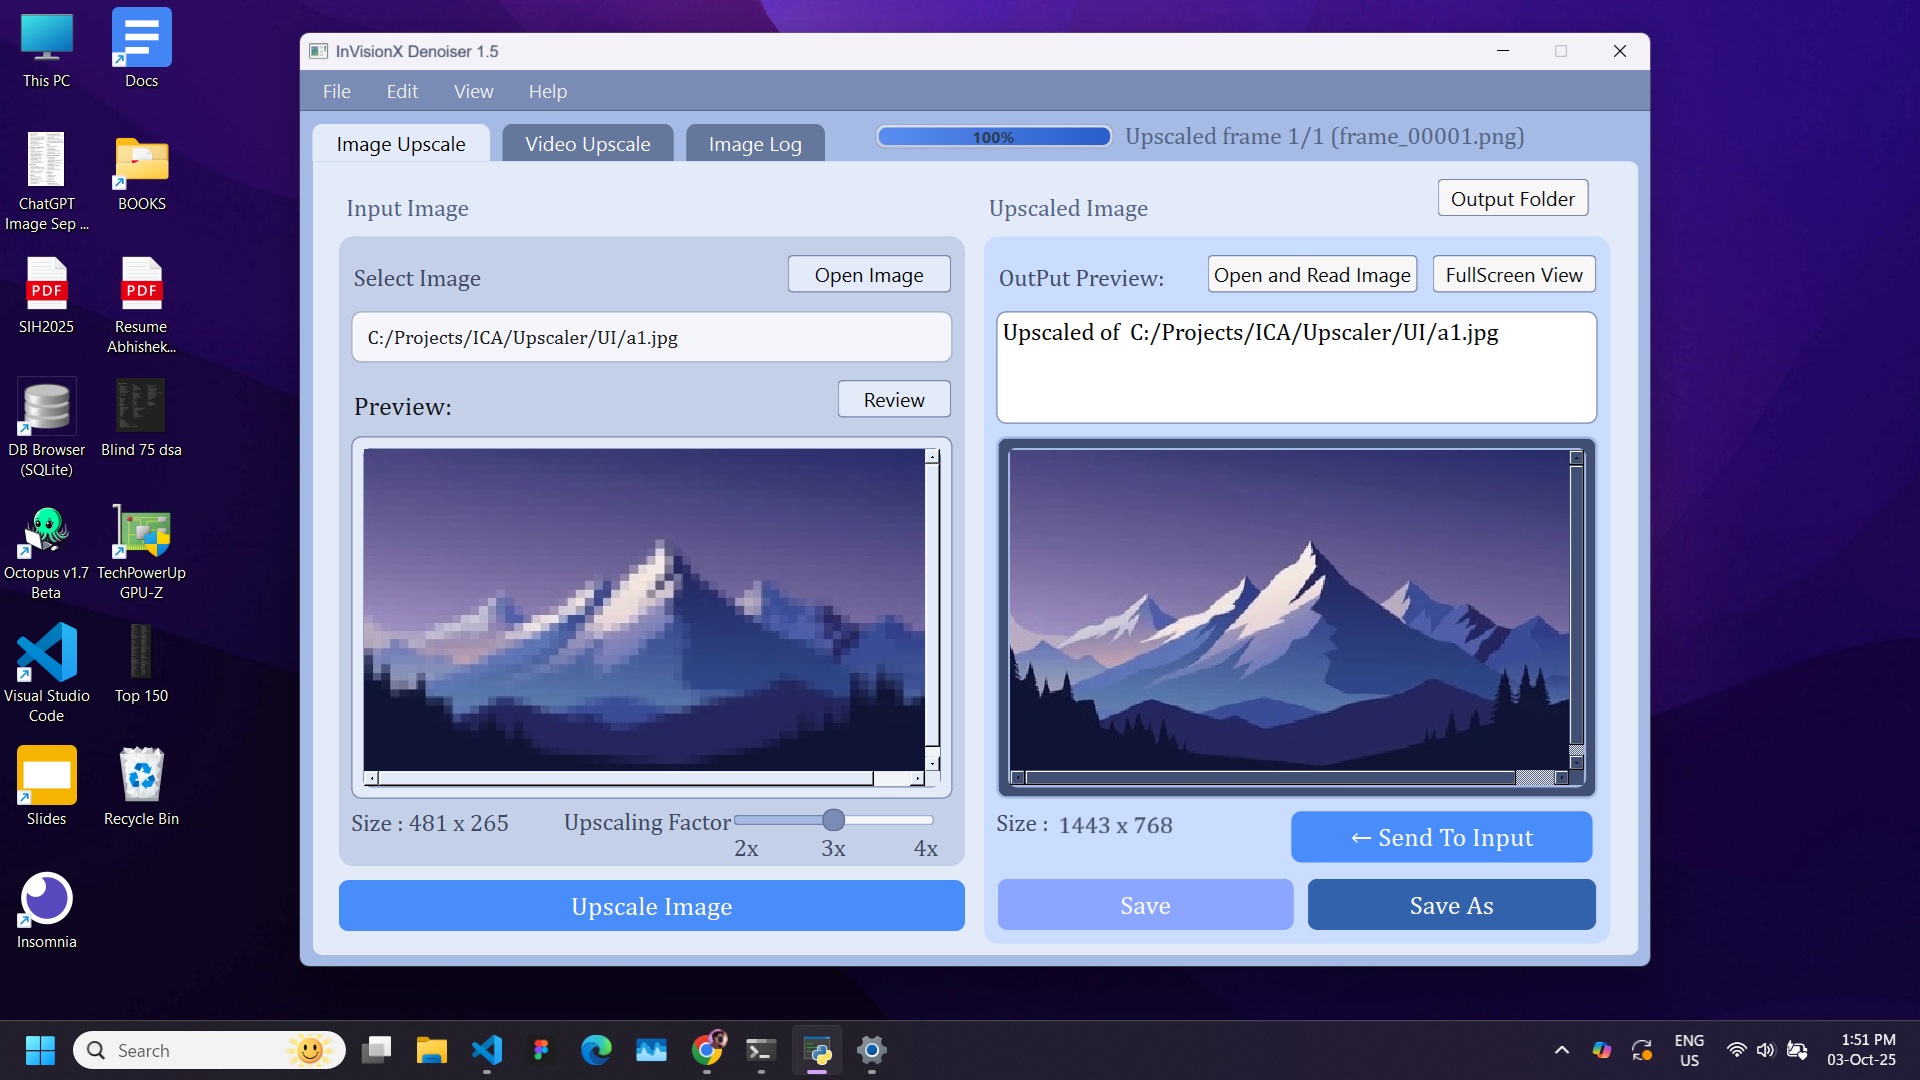 This PC
Docs
ChatGPT
Image Sep ...
BOOKS
PDF
SIH2025
PDF
Resume
Abhishek...
DB Browser
(SQLite)
Blind 75 dsa
Octopus v1.7
Beta
TechPowerUp
GPU-Z
Visual Studio
Code
Top 150
Slides
Recycle Bin
Insomnia
InVisionX Denoiser 1.5
File Edit View Help
Image Upscale Video Upscale Image Log 100% Upscaled frame 1/1 (frame_00001.png)
Input Image
Select Image Open Image
C:/Projects/ICA/Upscaler/UI/a1.jpg
Preview: Review
Size : 481 x 265 Upscaling Factor
2x 3x 4x
Upscale Image
Upscaled Image Output Folder
OutPut Preview: Open and Read Image FullScreen View
Upscaled of C:/Projects/ICA/Upscaler/UI/a1.jpg
Size : 1443 x 768 ← Send To Input
Save Save As
Search
ENG
US
1:51 PM
03-Oct-25